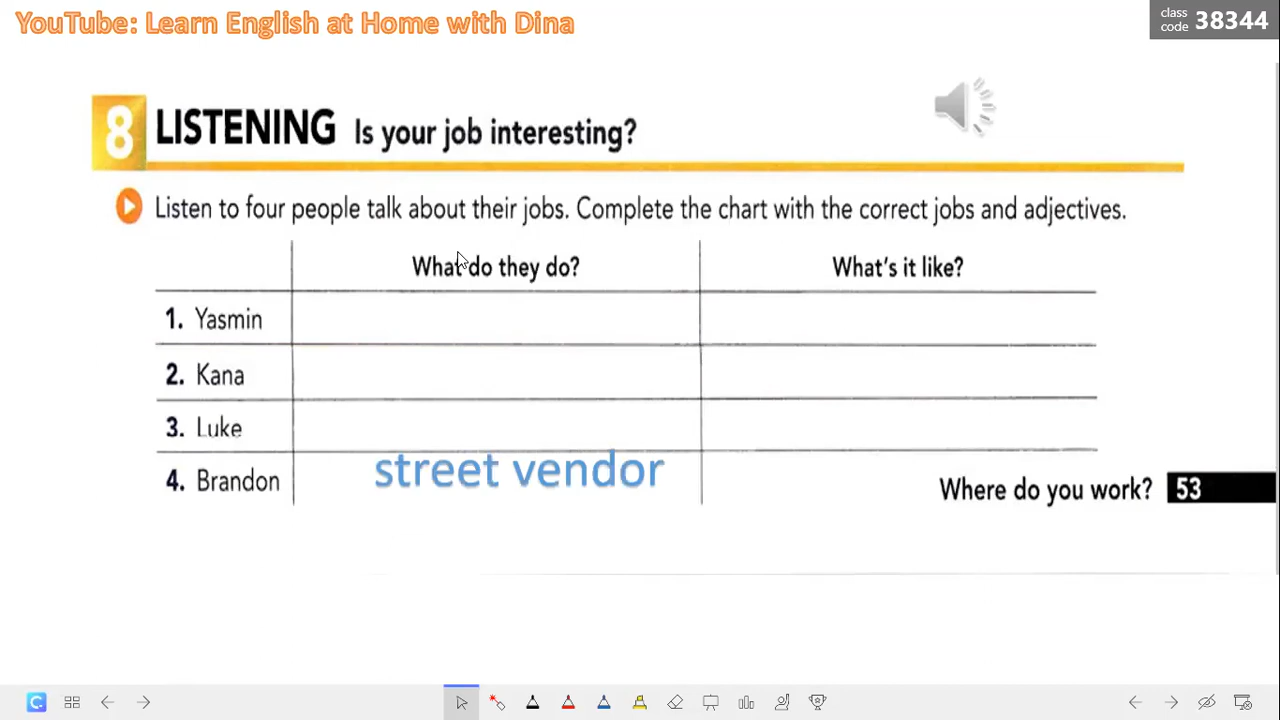 YouTube: Learn English at Home with Dina
class code 38344
8 LISTENING Is your job interesting?
Listen to four people talk about their jobs. Complete the chart with the correct jobs and adjectives.
What do they do? What's it like?
1. Yasmin
2. Kana
3. Luke
4. Brandon street vendor
Where do you work? 53